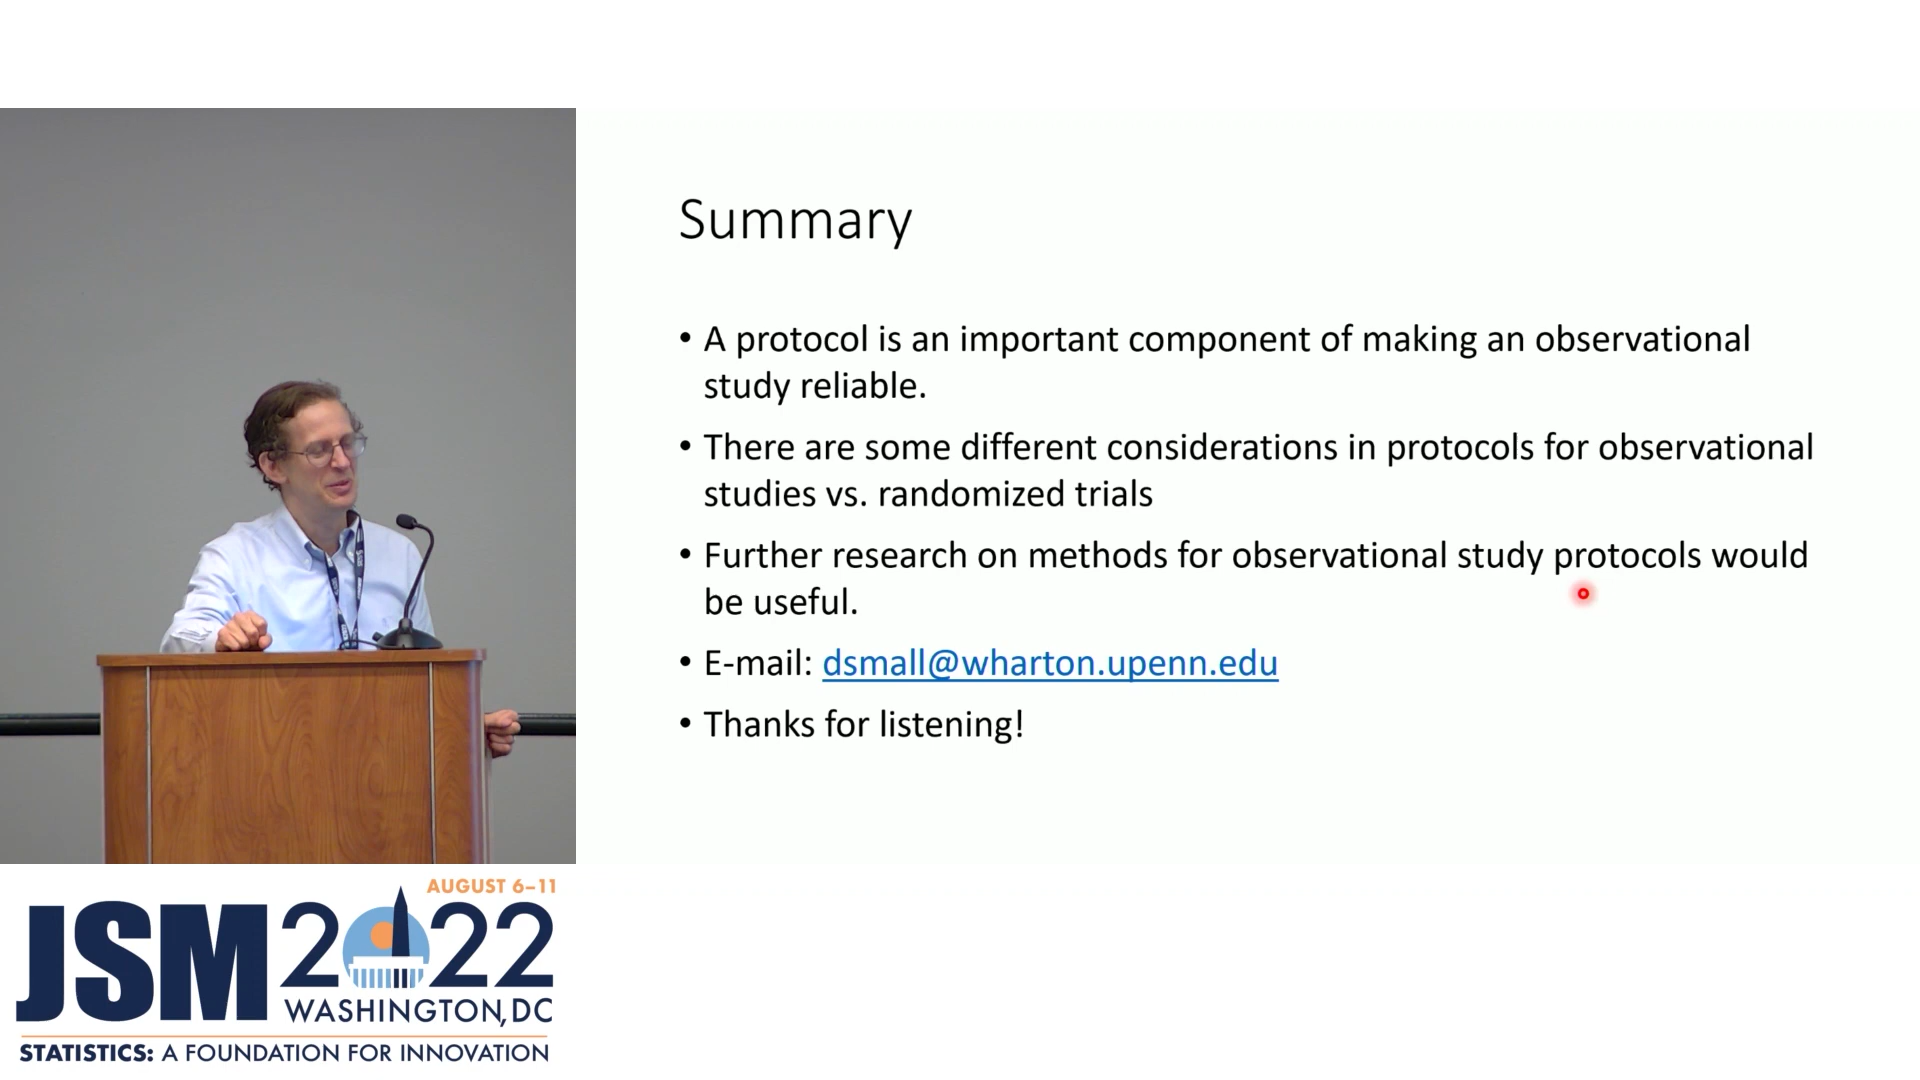 Summary
• A protocol is an important component of making an observational
study reliable.
• There are some different considerations in protocols for observational
studies vs. randomized trials
• Further research on methods for observational study protocols would
be useful.
• E-mail: dsmall@wharton.upenn.edu
• Thanks for listening!
AUGUST 6–11
JSM 2022
WASHINGTON, DC
STATISTICS: A FOUNDATION FOR INNOVATION